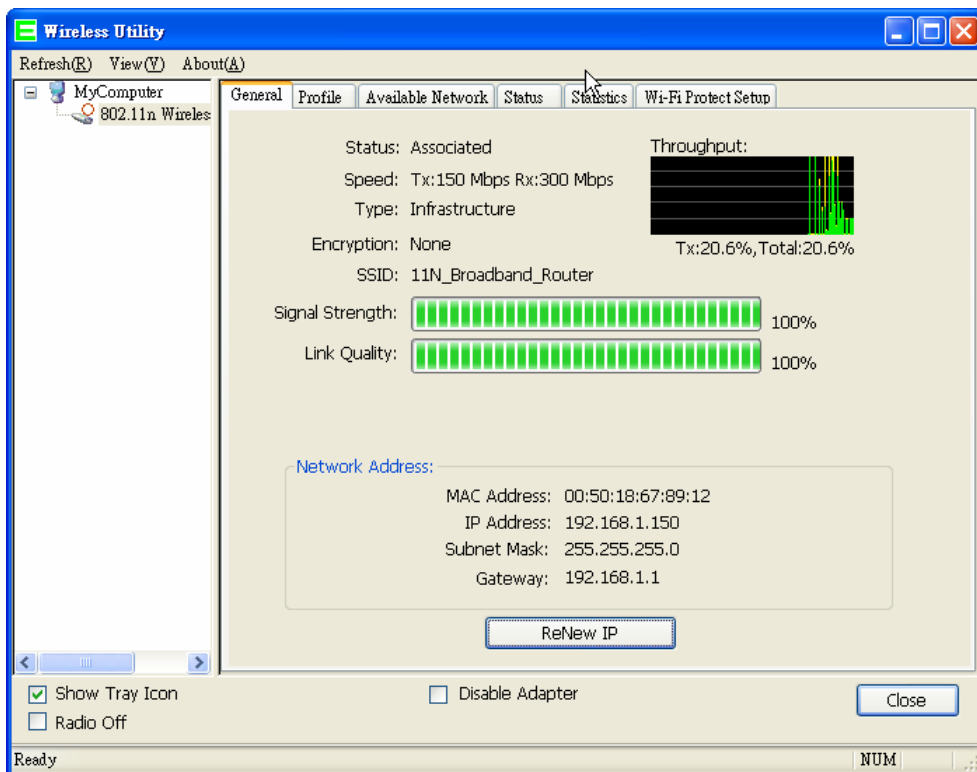 Wireless Utility
Refresh(R) View(V) About(A)
MyComputer
802.11n Wireles
General Profile Available Network Status Statistics Wi-Fi Protect Setup
Status: Associated
Speed: Tx:150 Mbps Rx:300 Mbps
Type: Infrastructure
Encryption: None
SSID: 11N_Broadband_Router
Throughput:
Tx:20.6%,Total:20.6%
Signal Strength: 100%
Link Quality: 100%
Network Address:
MAC Address: 00:50:18:67:89:12
IP Address: 192.168.1.150
Subnet Mask: 255.255.255.0
Gateway: 192.168.1.1
ReNew IP
Show Tray Icon
Radio Off
Disable Adapter
Close
Ready
NUM